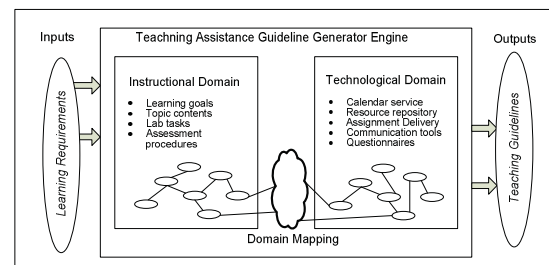 Inputs
Teachning Assistance Guideline Generator Engine
Outputs
Learning Requirements
Instructional Domain
• Learning goals
• Topic contents
• Lab tasks
• Assessment
procedures
Technological Domain
• Calendar service
• Resource repository
• Assignment Delivery
• Communication tools
• Questionnaires
Teaching Guidelines
Domain Mapping